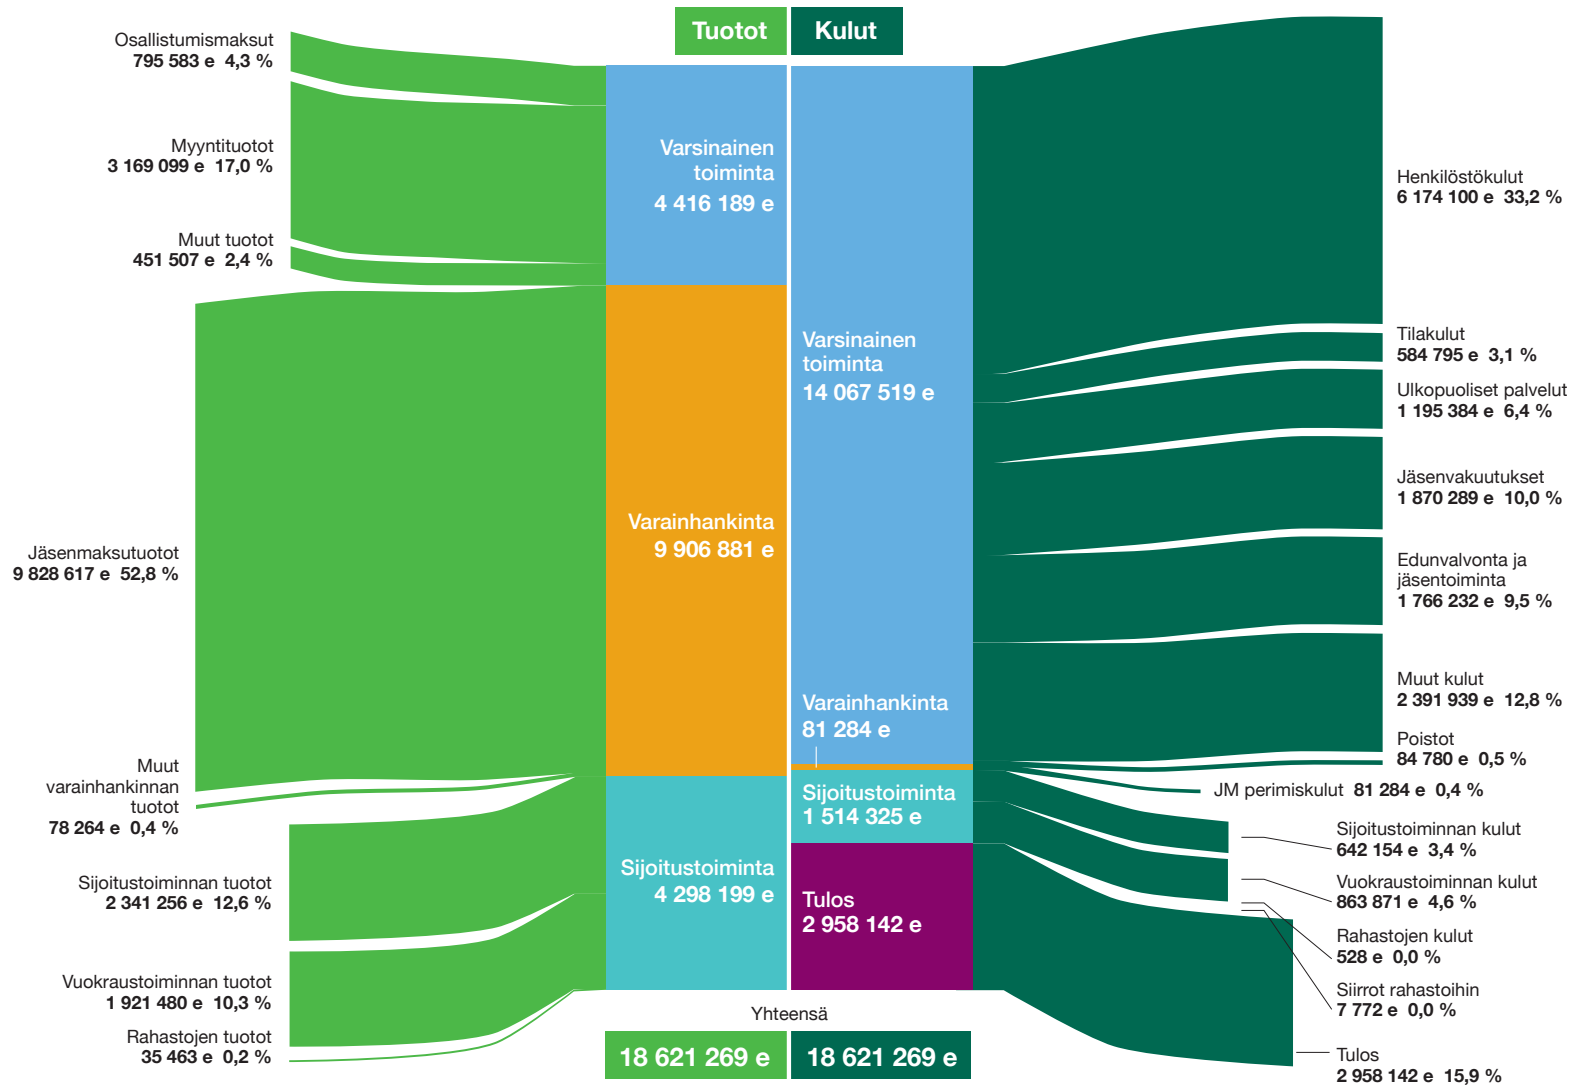 Tuotot
Kulut
Osallistumismaksut
795 583 e 4,3 %
Myyntituotot
3 169 099 e 17,0 %
Muut tuotot
451 507 e 2,4 %
Jäsenmaksutuotot
9 828 617 e 52,8 %
Muut
varainhankinnan
tuotot
78 264 e 0,4 %
Sijoitustoiminnan tuotot
2 341 256 e 12,6 %
Vuokraustoiminnan tuotot
1 921 480 e 10,3 %
Rahastojen tuotot
35 463 e 0,2 %
Varsinainen
toiminta
4 416 189 e
Varainhankinta
9 906 881 e
Sijoitustoiminta
4 298 199 e
Varsinainen
toiminta
14 067 519 e
Varainhankinta
81 284 e
Sijoitustoiminta
1 514 325 e
Tulos
2 958 142 e
Henkilöstökulut
6 174 100 e 33,2 %
Tilakulut
584 795 e 3,1 %
Ulkopuoliset palvelut
1 195 384 e 6,4 %
Jäsenvakuutukset
1 870 289 e 10,0 %
Edunvalvonta ja
jäsentoiminta
1 766 232 e 9,5 %
Muut kulut
2 391 939 e 12,8 %
Poistot
84 780 e 0,5 %
JM perimiskulut 81 284 e 0,4 %
Sijoitustoiminnan kulut
642 154 e 3,4 %
Vuokraustoiminnan kulut
863 871 e 4,6 %
Rahastojen kulut
528 e 0,0 %
Siirrot rahastoihin
7 772 e 0,0 %
Tulos
2 958 142 e 15,9 %
Yhteensä
18 621 269 e
18 621 269 e